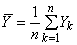 Ȳ = 1/n ∑_{k=1}^{n} Y_k